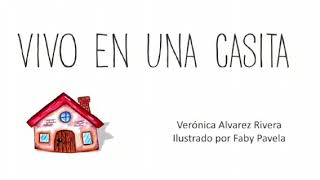 VIVO EN UNA CASITA
Verónica Alvarez Rivera
Ilustrado por Faby Pavela